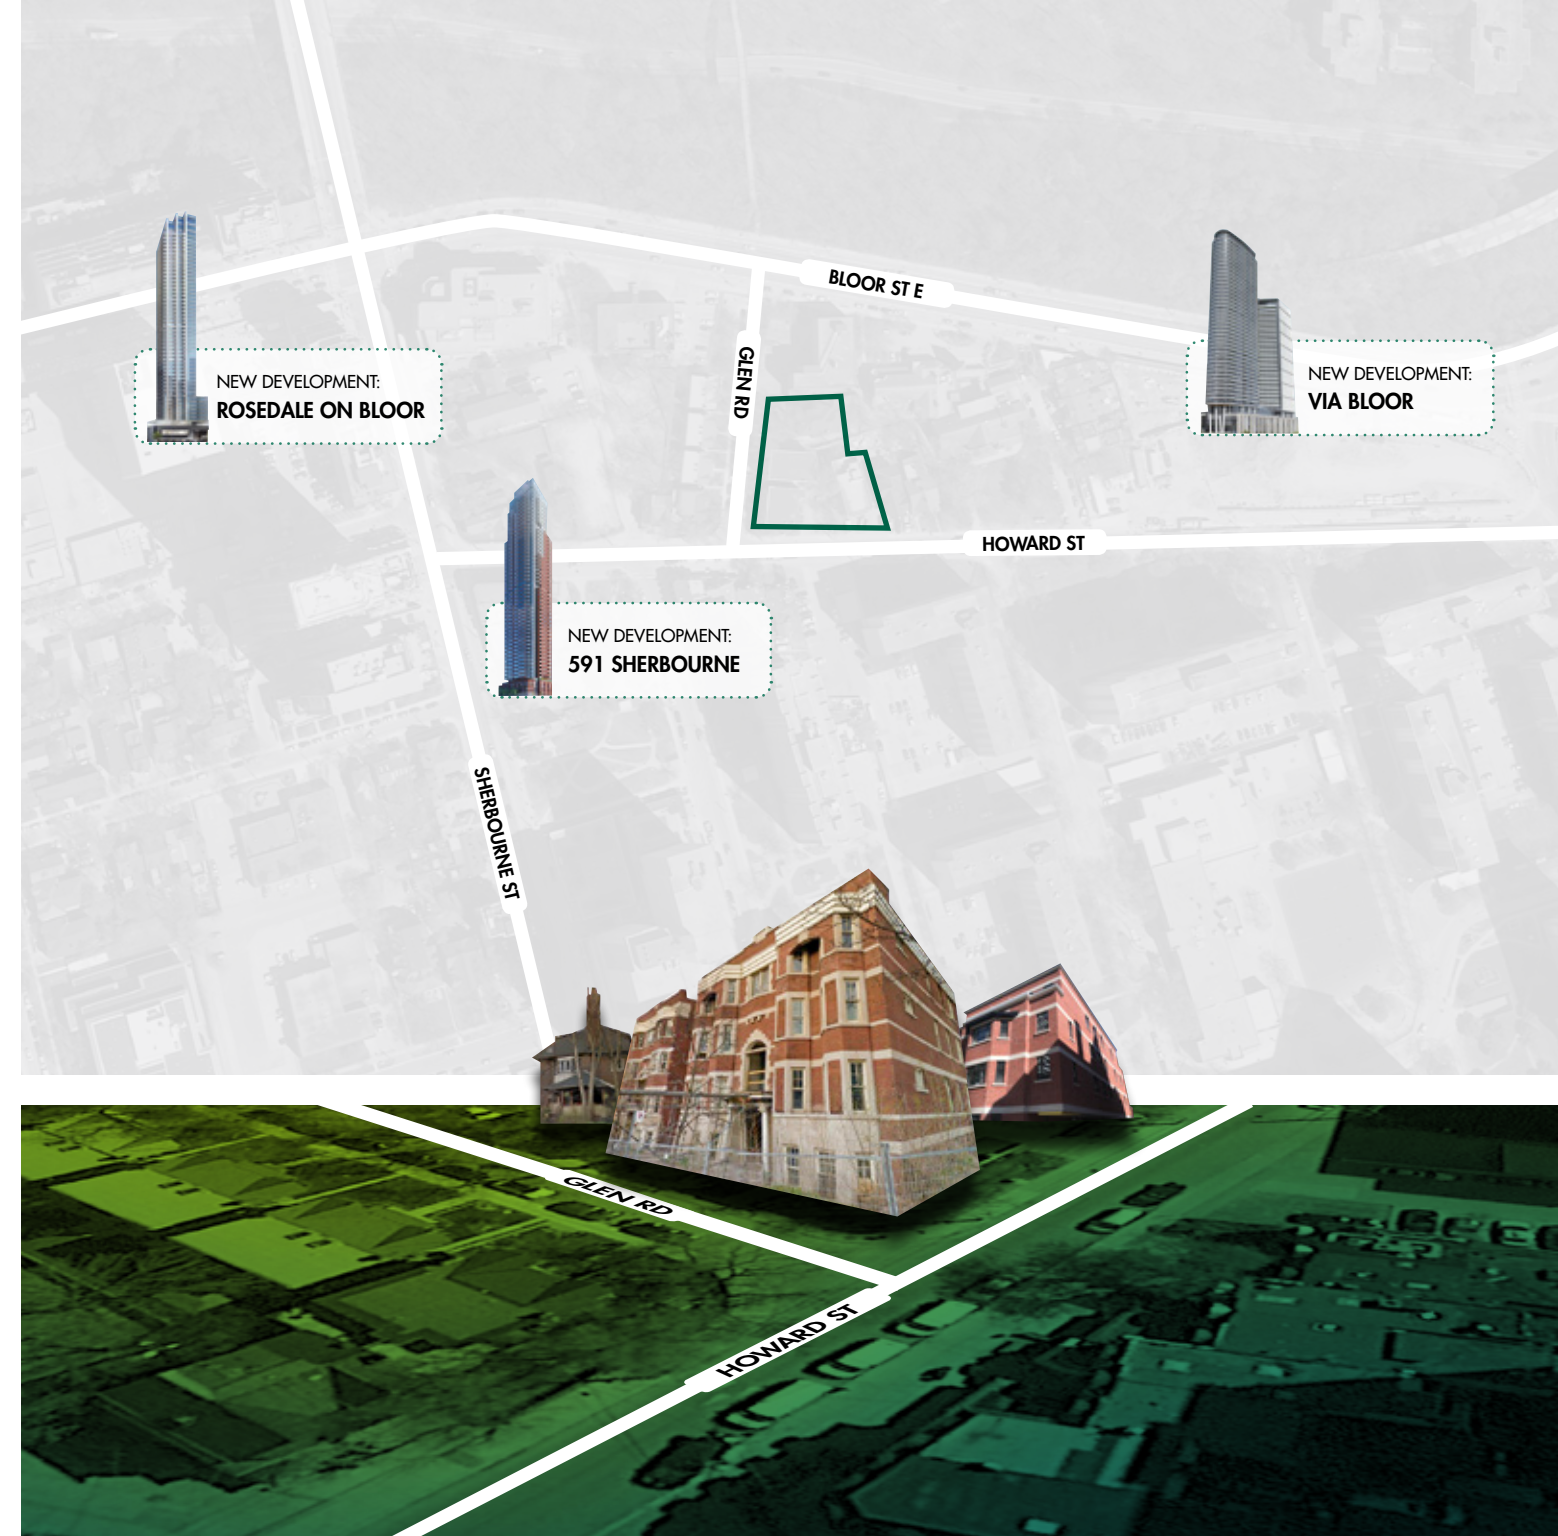 BLOOR ST E
GLEN RD
NEW DEVELOPMENT:
ROSEDALE ON BLOOR
NEW DEVELOPMENT:
VIA BLOOR
HOWARD ST
NEW DEVELOPMENT:
591 SHERBOURNE
SHERBOURNE ST
GLEN RD
HOWARD ST